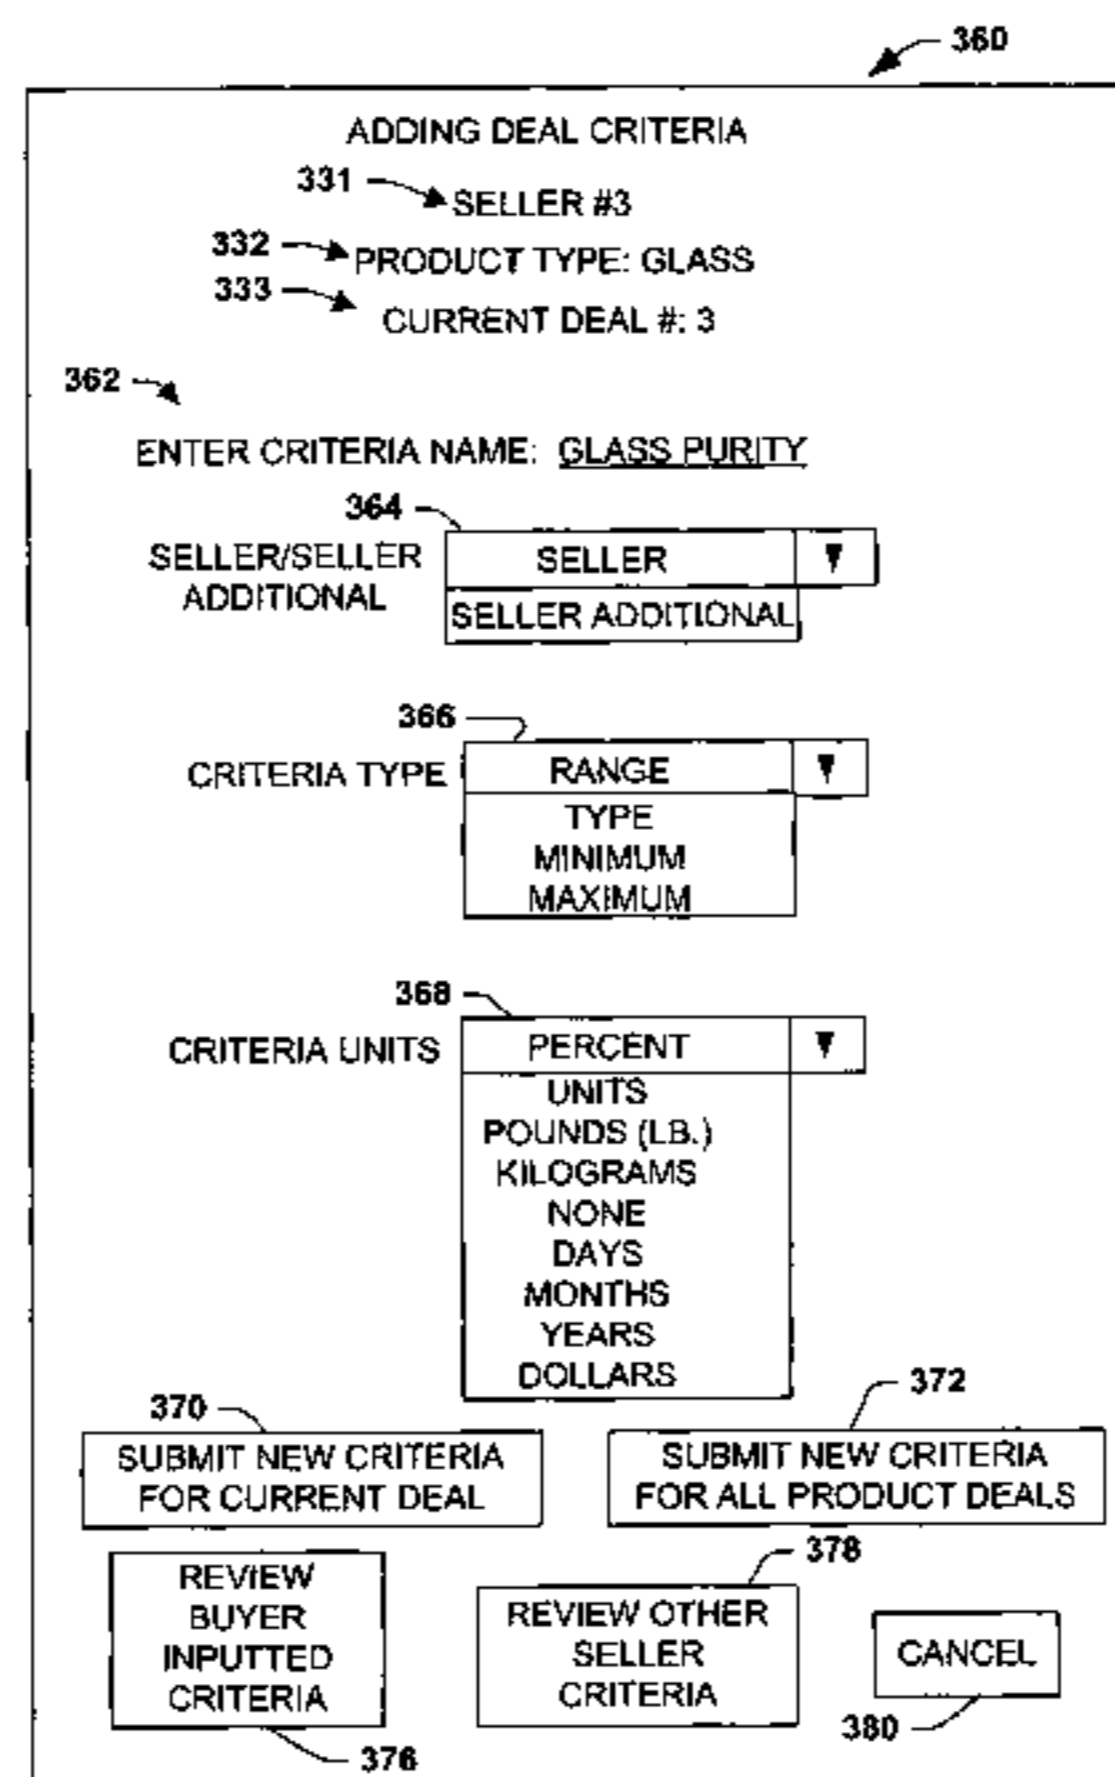 360
ADDING DEAL CRITERIA
331
SELLER #3
332
PRODUCT TYPE: GLASS
333
CURRENT DEAL #: 3
362
ENTER CRITERIA NAME: GLASS PURITY
364
SELLER/SELLER
ADDITIONAL
SELLER
SELLER ADDITIONAL
366
CRITERIA TYPE
RANGE
TYPE
MINIMUM
MAXIMUM
368
CRITERIA UNITS
PERCENT
UNITS
POUNDS (LB.)
KILOGRAMS
NONE
DAYS
MONTHS
YEARS
DOLLARS
370
SUBMIT NEW CRITERIA
FOR CURRENT DEAL
372
SUBMIT NEW CRITERIA
FOR ALL PRODUCT DEALS
REVIEW
BUYER
INPUTTED
CRITERIA
376
378
REVIEW OTHER
SELLER
CRITERIA
CANCEL
380